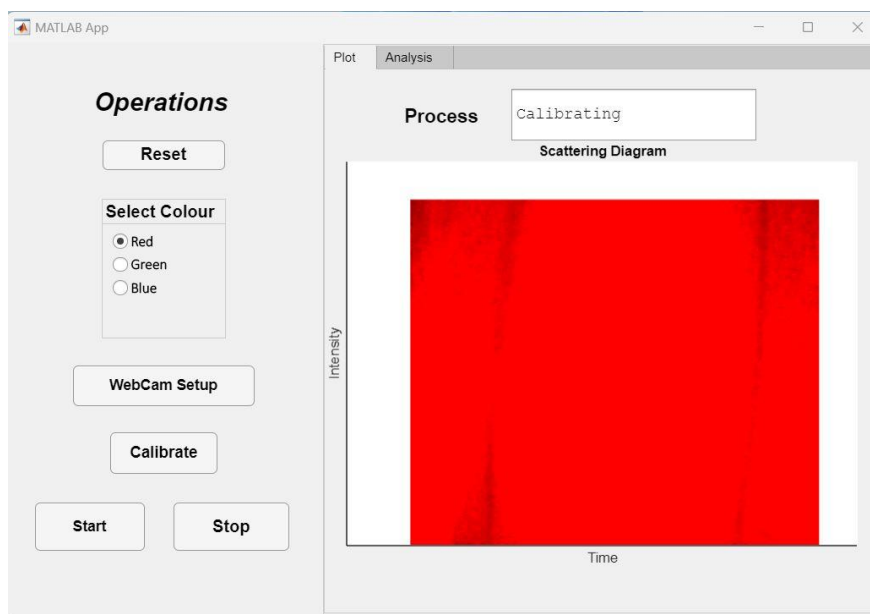 MATLAB App
Plot
Analysis
Operations
Process
Calibrating
Reset
Scattering Diagram
Select Colour
Red
Green
Blue
Intensity
WebCam Setup
Calibrate
Start
Stop
Time